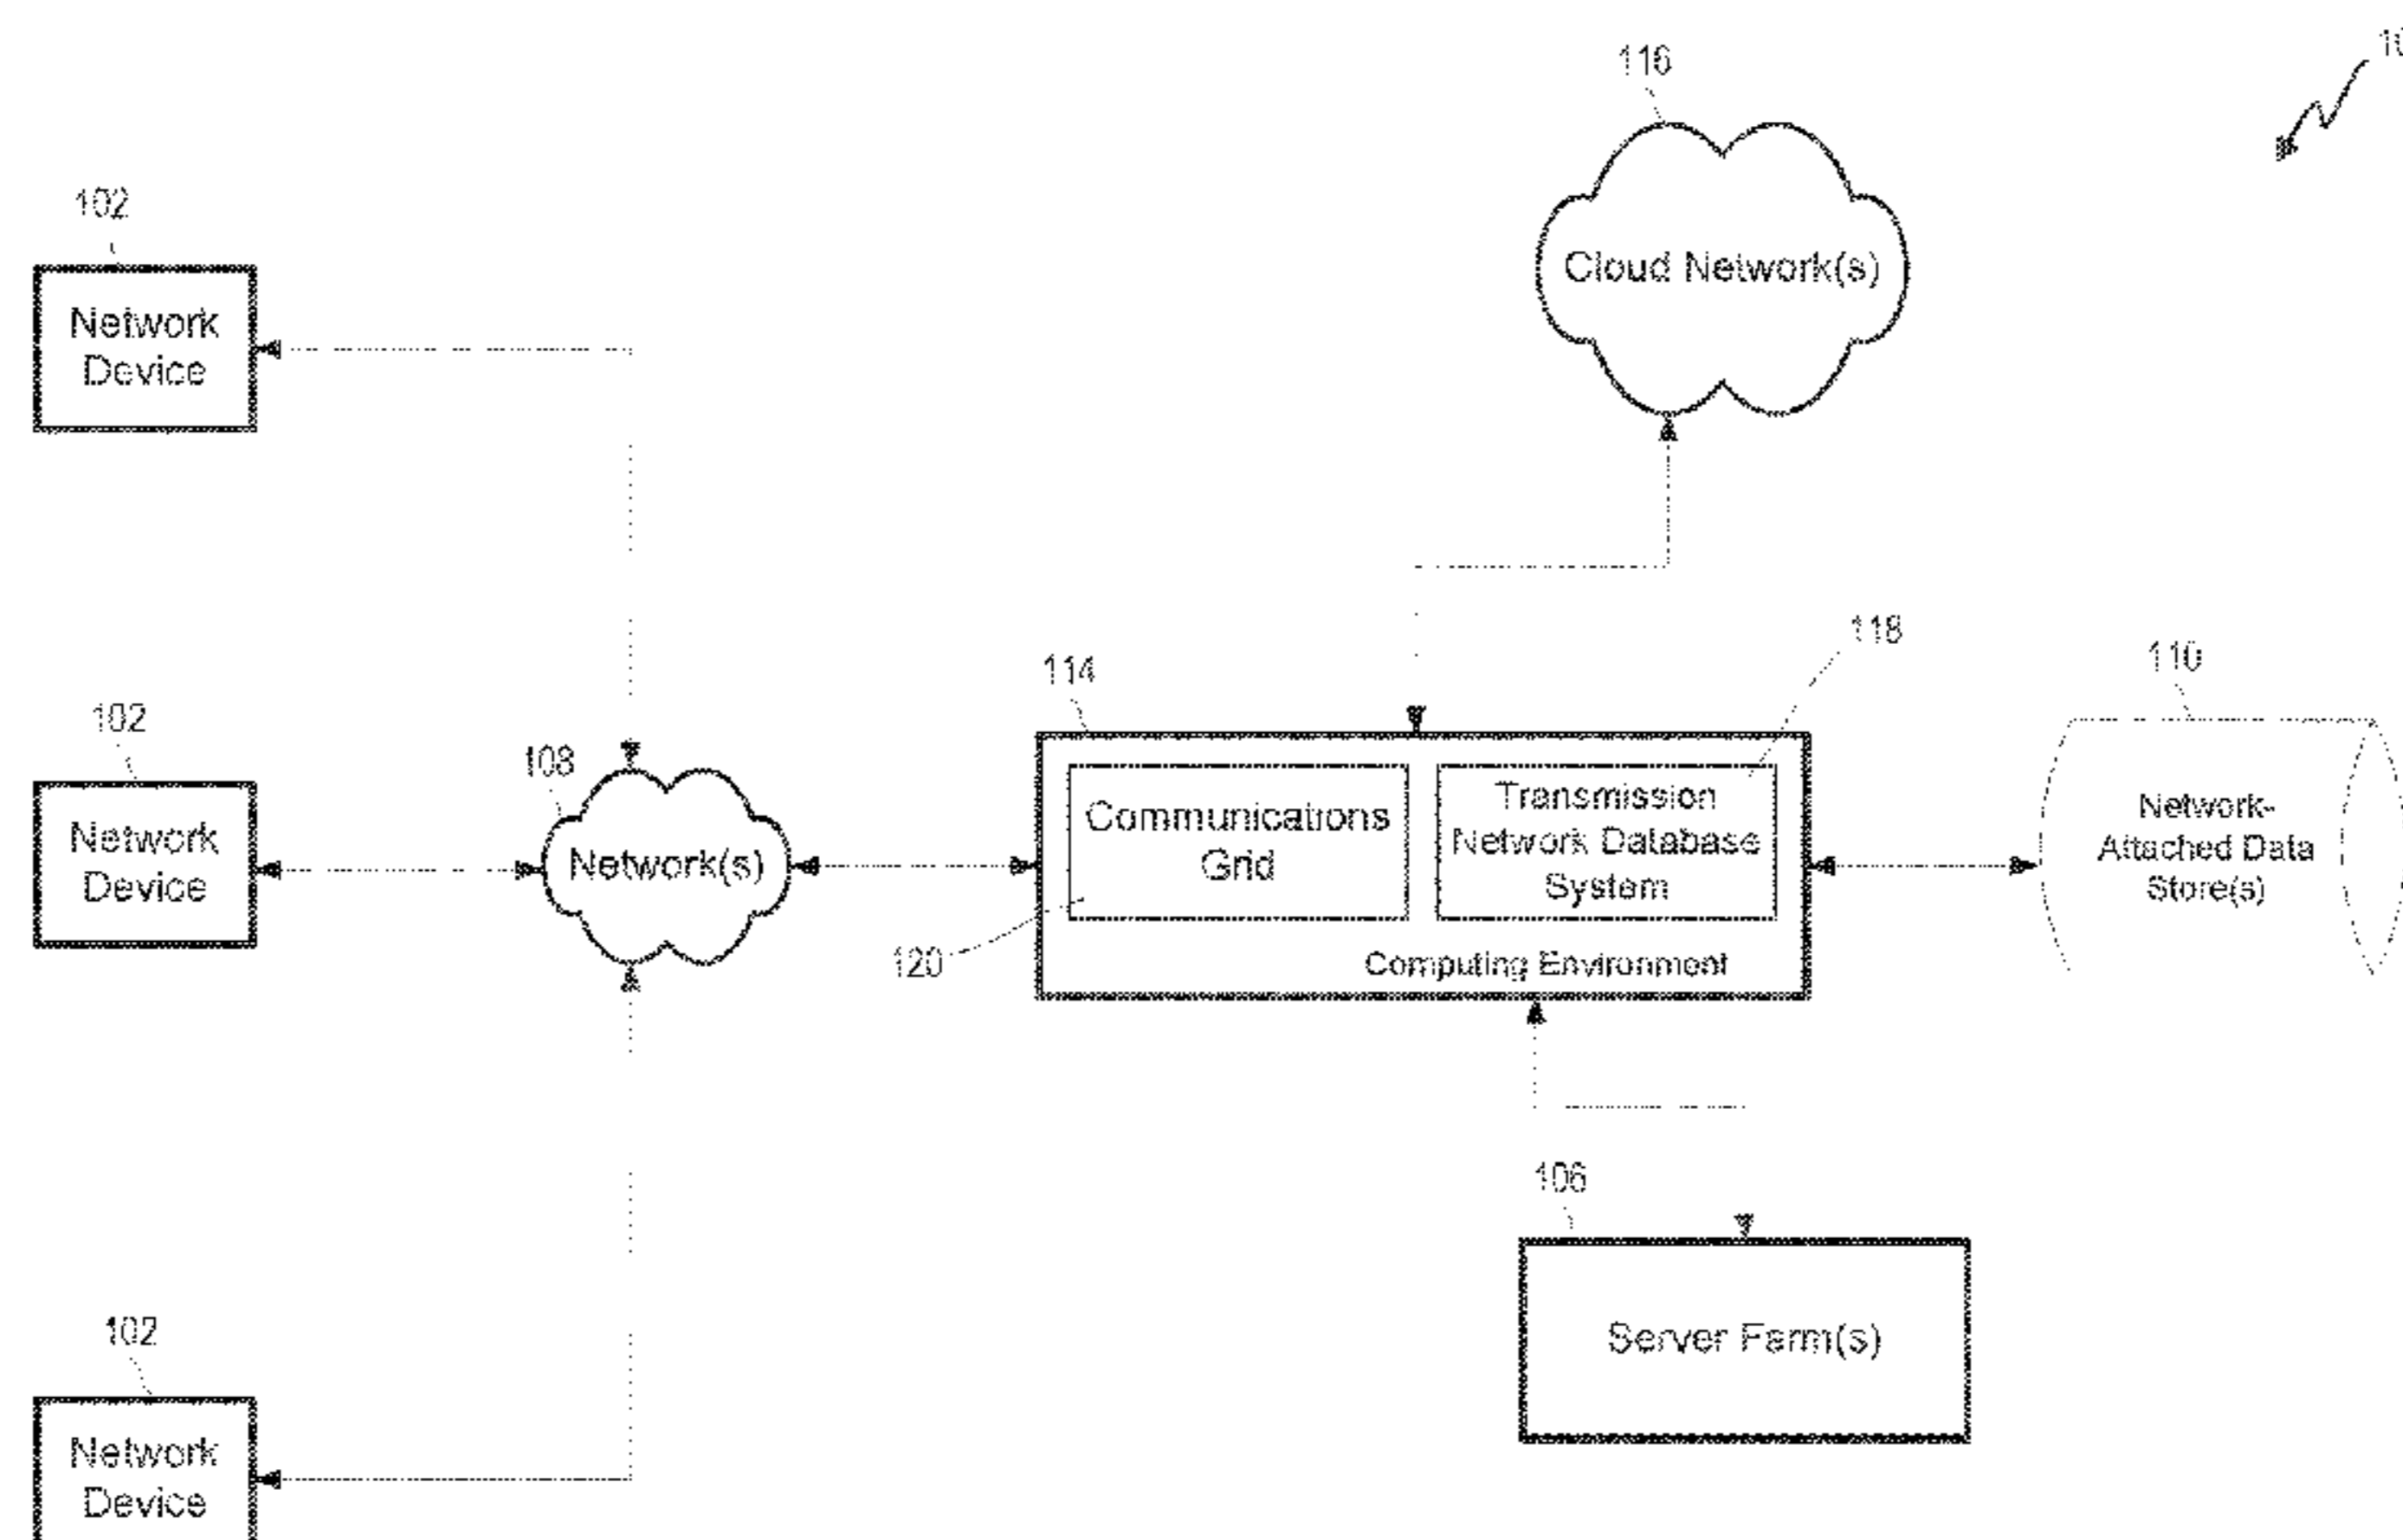 10
116
Cloud Network(s)
102
Network
Device
118
114
110
102
108
Network
Device
Network(s)
Communications
Grid
Transmission
Network Database
System
Network-
Attached Data
Store(s)
120
Computing Environment
106
102
Server Farm(s)
Network
Device